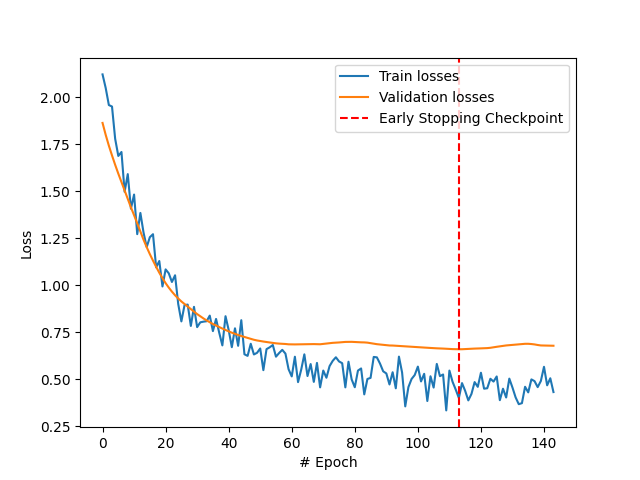 Train losses
Validation losses
Early Stopping Checkpoint
2.00
1.75
1.50
1.25
1.00
0.75
0.50
0.25
Loss
0 20 40 60 80 100 120 140
# Epoch